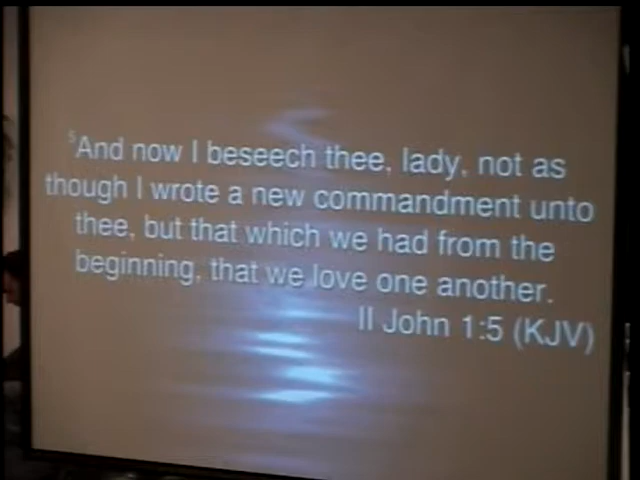 5And now I beseech thee, lady, not as
though I wrote a new commandment unto
thee, but that which we had from the
beginning, that we love one another.
II John 1:5 (KJV)